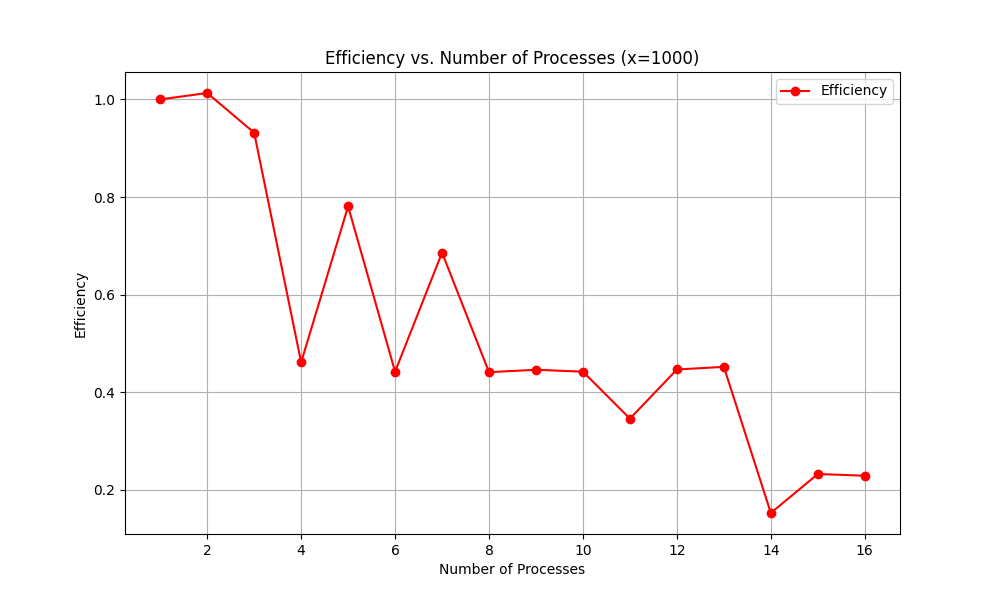 Efficiency vs. Number of Processes (x=1000)
Efficiency
1.0
0.8
0.6
0.4
0.2
Efficiency
2 4 6 8 10 12 14 16
Number of Processes